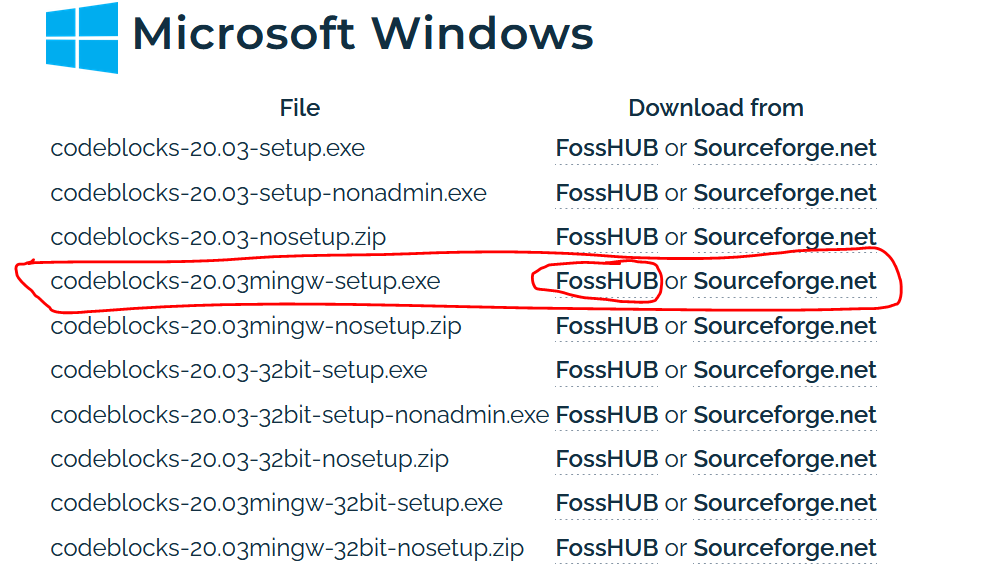 Microsoft Windows
File Download from
codeblocks-20.03-setup.exe FossHUB or Sourceforge.net
codeblocks-20.03-setup-nonadmin.exe FossHUB or Sourceforge.net
codeblocks-20.03-nosetup.zip FossHUB or Sourceforge.net
codeblocks-20.03mingw-setup.exe FossHUB or Sourceforge.net
codeblocks-20.03mingw-nosetup.zip FossHUB or Sourceforge.net
codeblocks-20.03-32bit-setup.exe FossHUB or Sourceforge.net
codeblocks-20.03-32bit-setup-nonadmin.exe FossHUB or Sourceforge.net
codeblocks-20.03-32bit-nosetup.zip FossHUB or Sourceforge.net
codeblocks-20.03mingw-32bit-setup.exe FossHUB or Sourceforge.net
codeblocks-20.03mingw-32bit-nosetup.zip FossHUB or Sourceforge.net